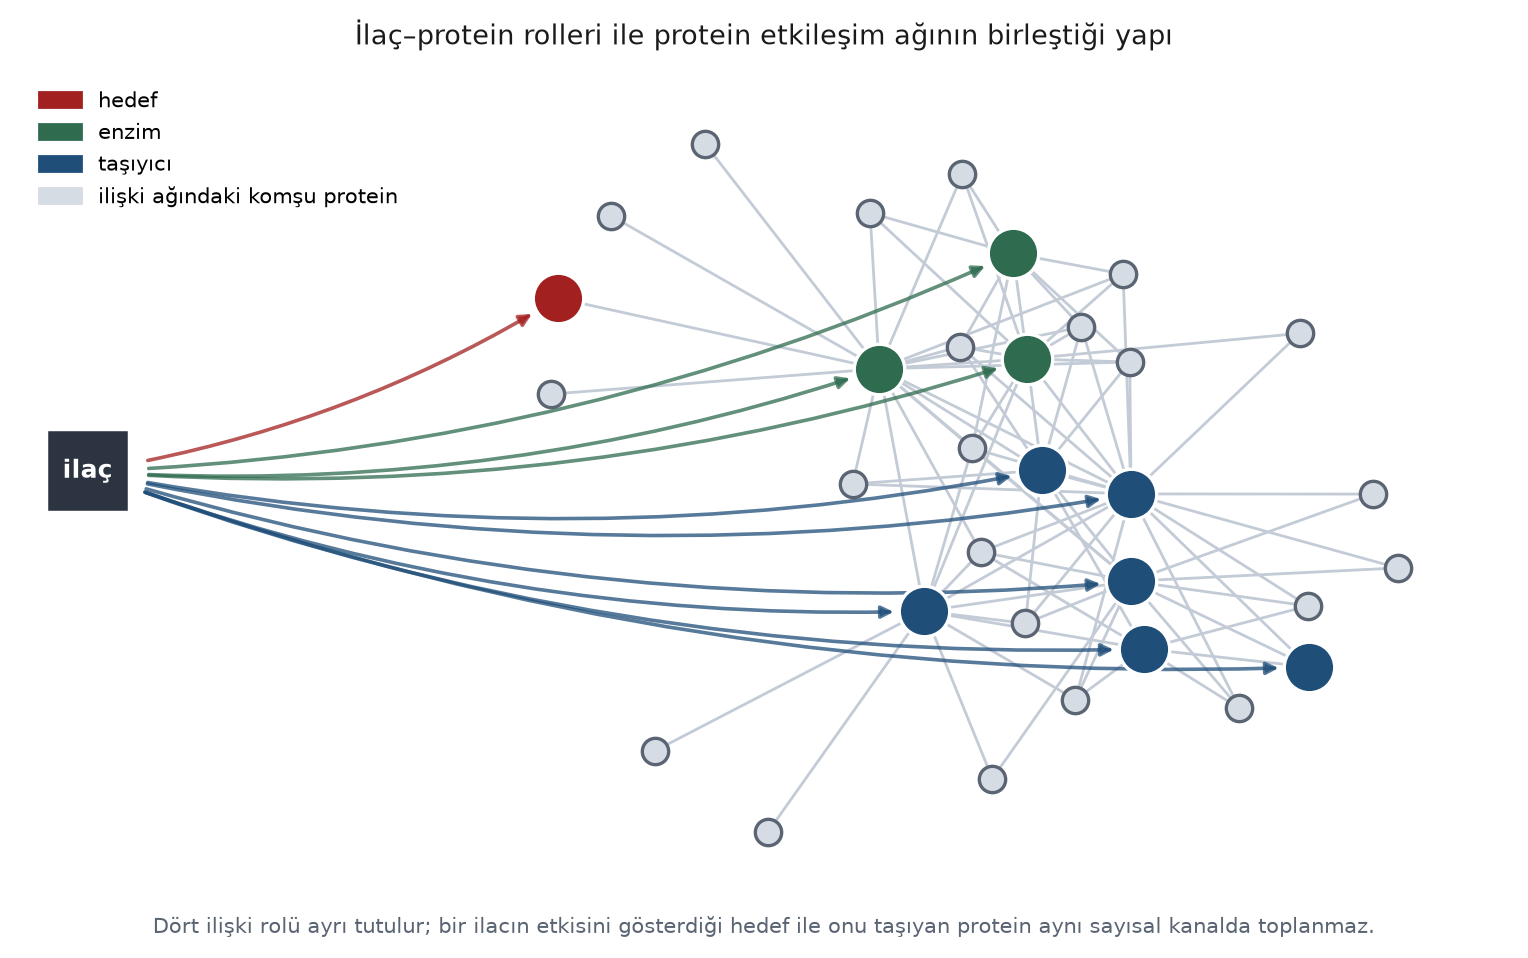 İlaç–protein rolleri ile protein etkileşim ağının birleştiği yapı
hedef
enzim
taşıyıcı
ilişki ağındaki komşu protein
ilaç
Dört ilişki rolü ayrı tutulur; bir ilacın etkisini gösterdiği hedef ile onu taşıyan protein aynı sayısal kanalda toplanmaz.